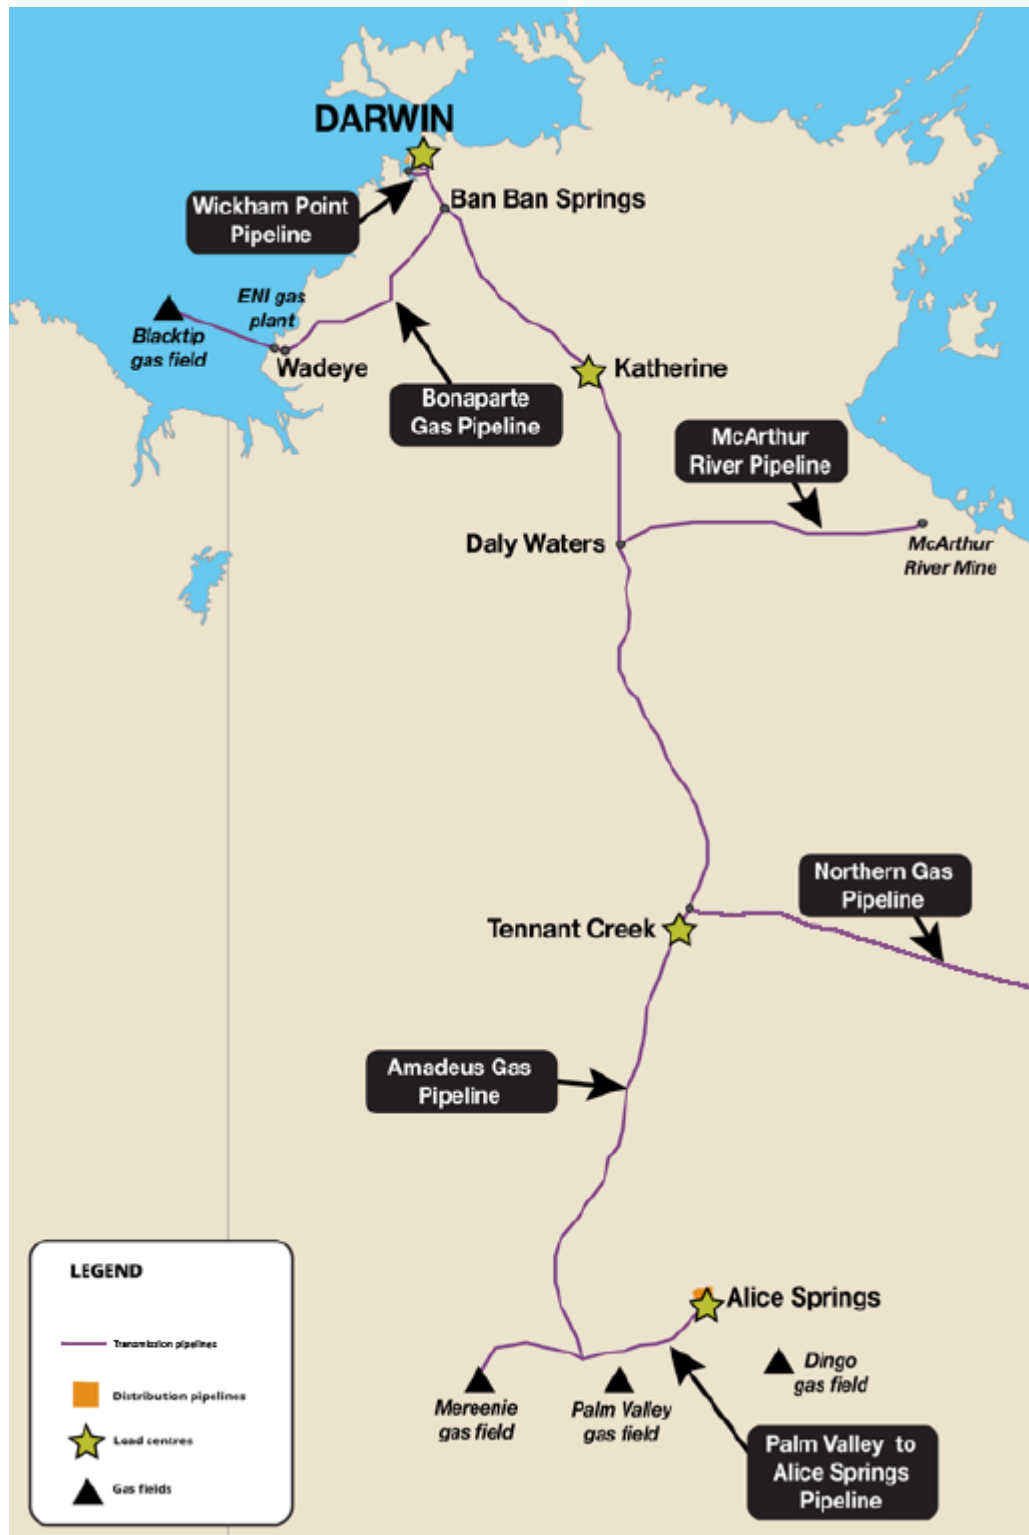 DARWIN
Wickham Point
Pipeline
Ban Ban Springs
ENI gas
plant
Blacktip
gas field
Wadeye
Katherine
Bonaparte
Gas Pipeline
McArthur
River Pipeline
Daly Waters
McArthur
River Mine
Northern Gas
Pipeline
Tennant Creek
Amadeus Gas
Pipeline
Alice Springs
Dingo
gas field
Mereenie
gas field
Palm Valley
gas field
Palm Valley to
Alice Springs
Pipeline
LEGEND
Transmission pipelines
Distribution pipelines
Load centres
Gas fields